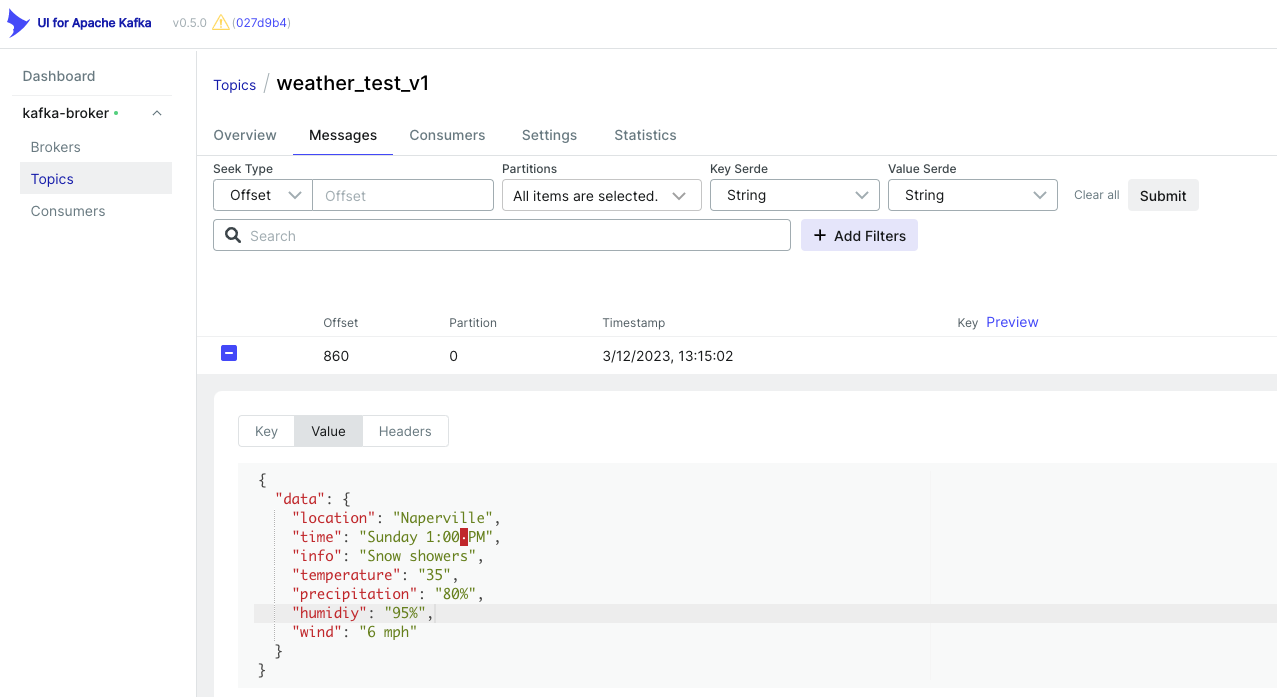 UI for Apache Kafka v0.5.0 (027d9b4)
Dashboard
kafka-broker
Brokers
Topics
Consumers
Topics / weather_test_v1
Overview Messages Consumers Settings Statistics
Seek Type Partitions Key Serde Value Serde
Offset Offset All items are selected. String String Clear all Submit
Search + Add Filters
Offset Partition Timestamp Key Preview
860 0 3/12/2023, 13:15:02
Key Value Headers
{
"data": {
"location": "Naperville",
"time": "Sunday 1:00·PM",
"info": "Snow showers",
"temperature": "35",
"precipitation": "80%",
"humidiy": "95%",
"wind": "6 mph"
}
}